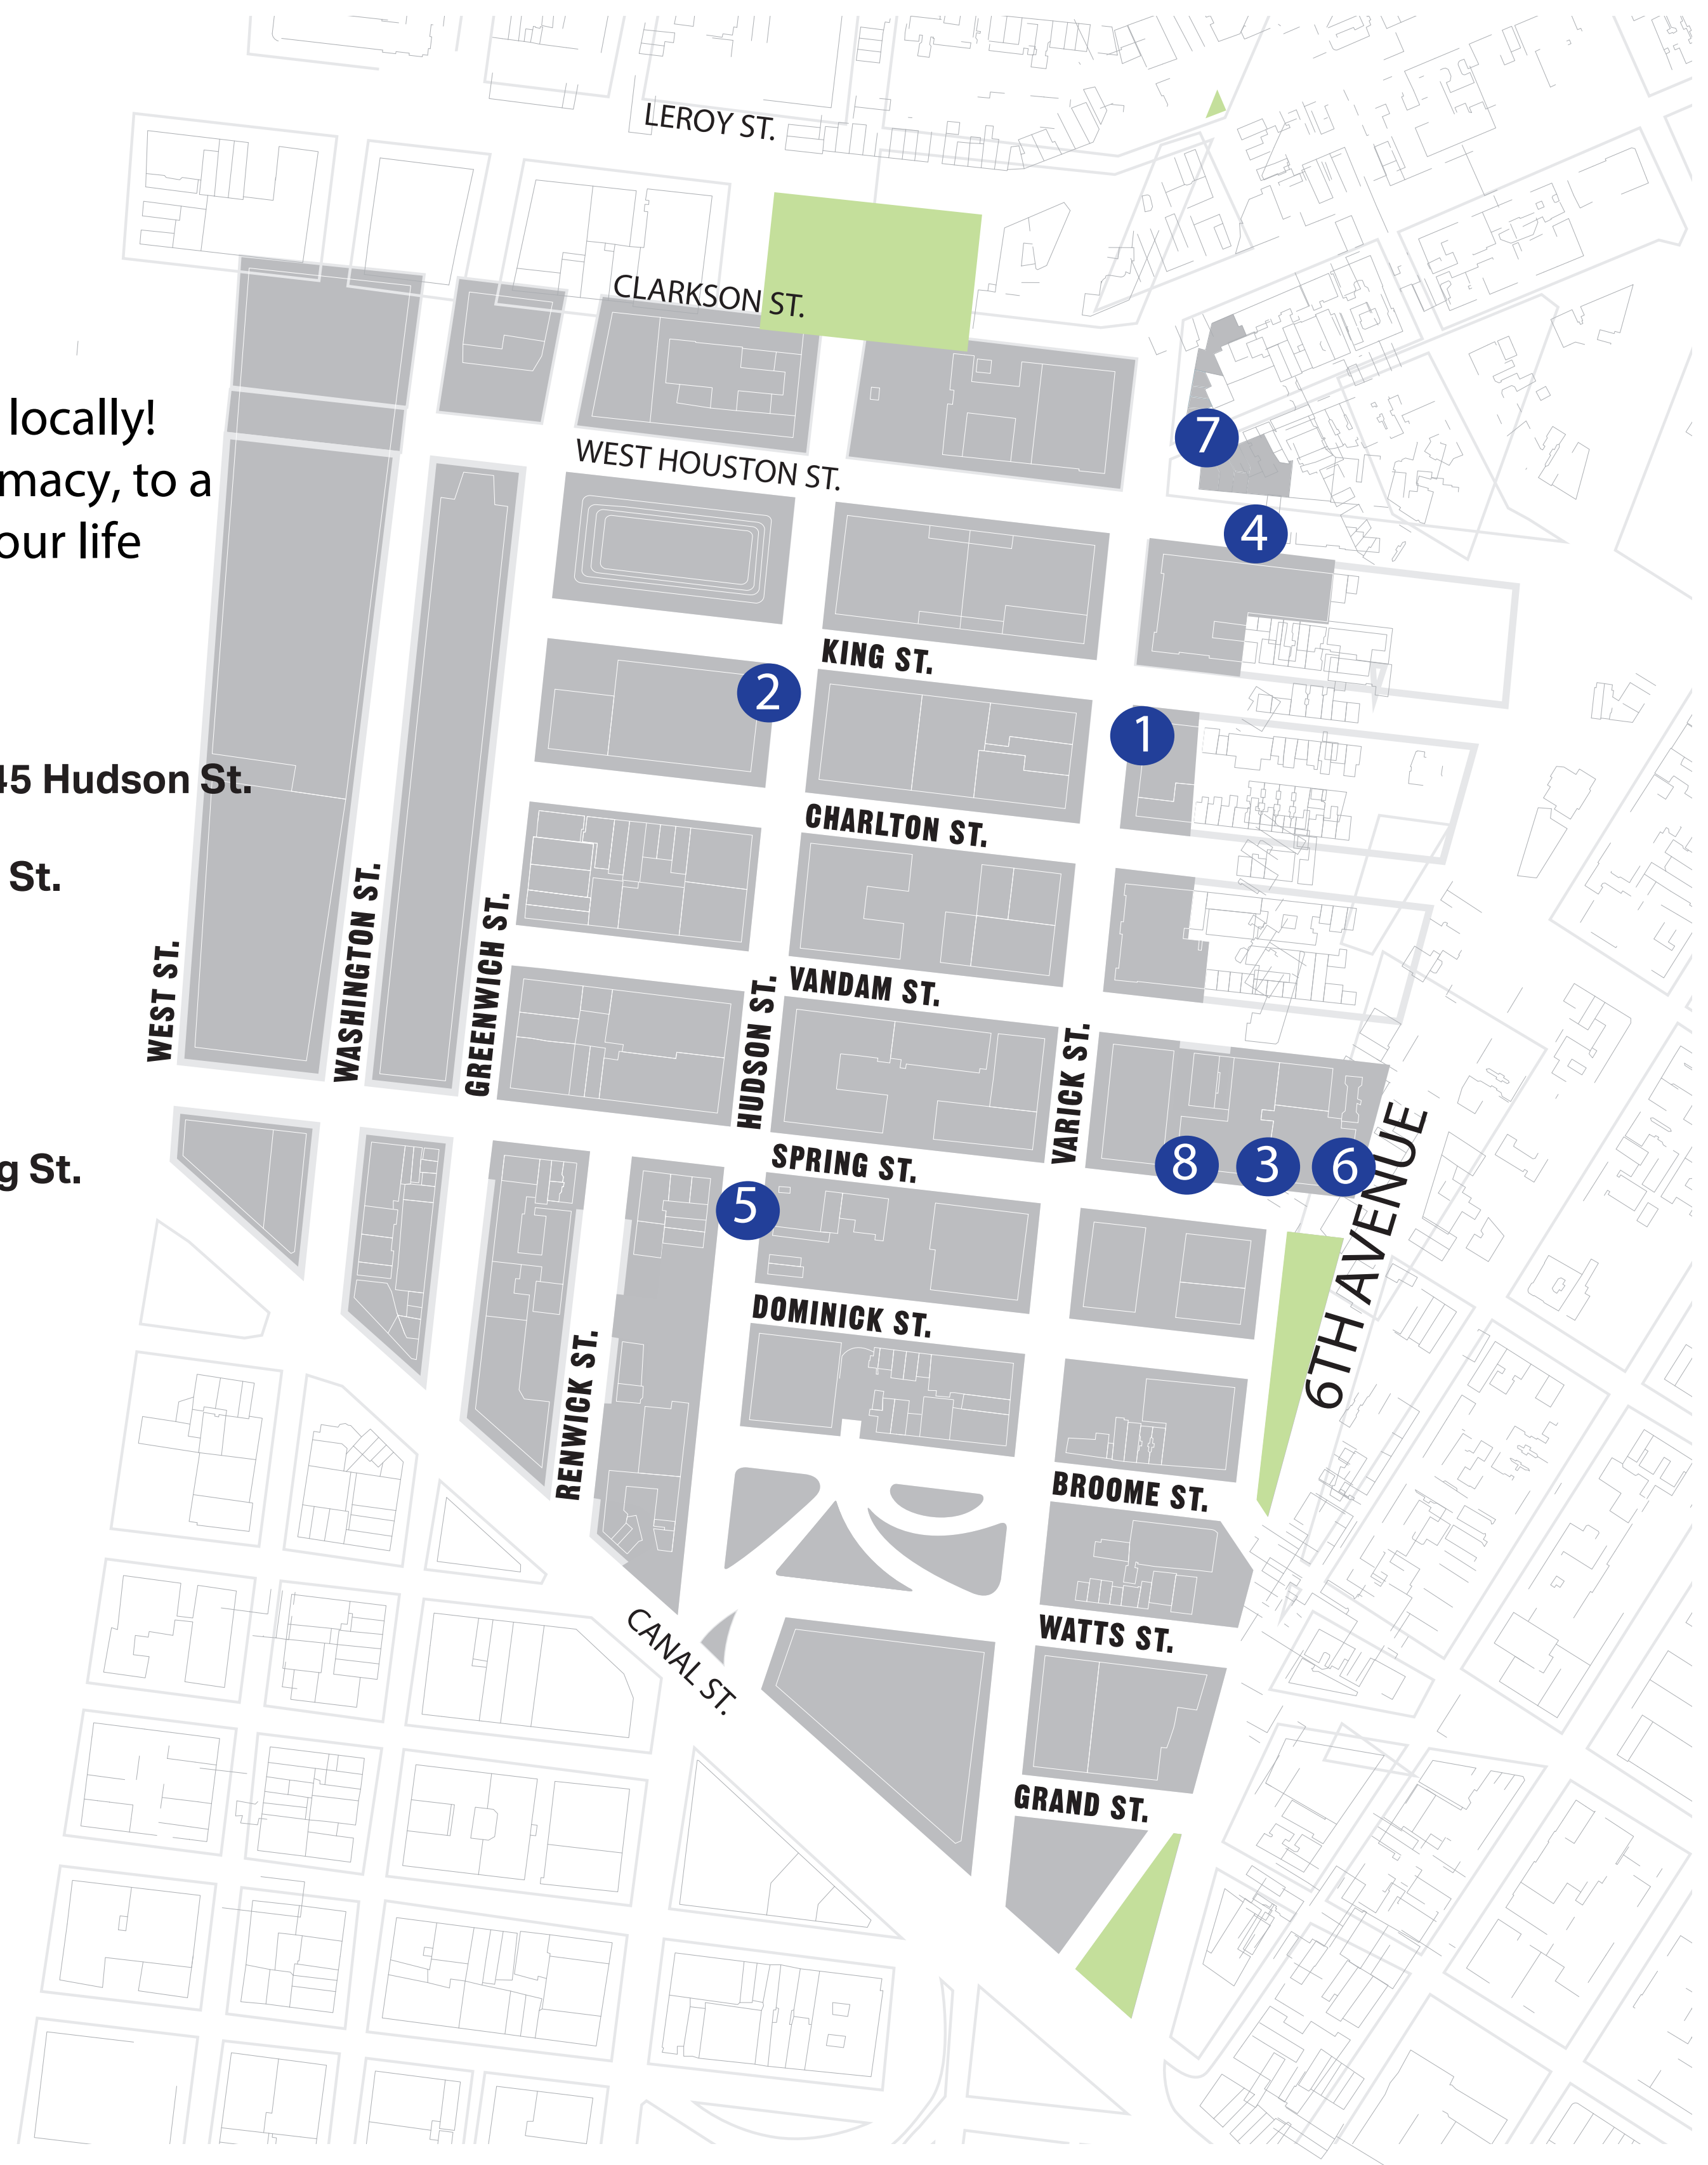 LEROY ST.
CLARKSON ST.
locally!
macy, to a
our life
WEST HOUSTON ST.
7
4
KING ST.
2
1
45 Hudson St.
CHARLTON ST.
St.
WEST ST.
WASHINGTON ST.
GREENWICH ST.
HUDSON ST.
VANDAM ST.
VARICK ST.
6TH AVENUE
g St.
SPRING ST.
8
3
6
5
DOMINICK ST.
RENWICK ST.
BROOME ST.
WATTS ST.
CANAL ST.
GRAND ST.